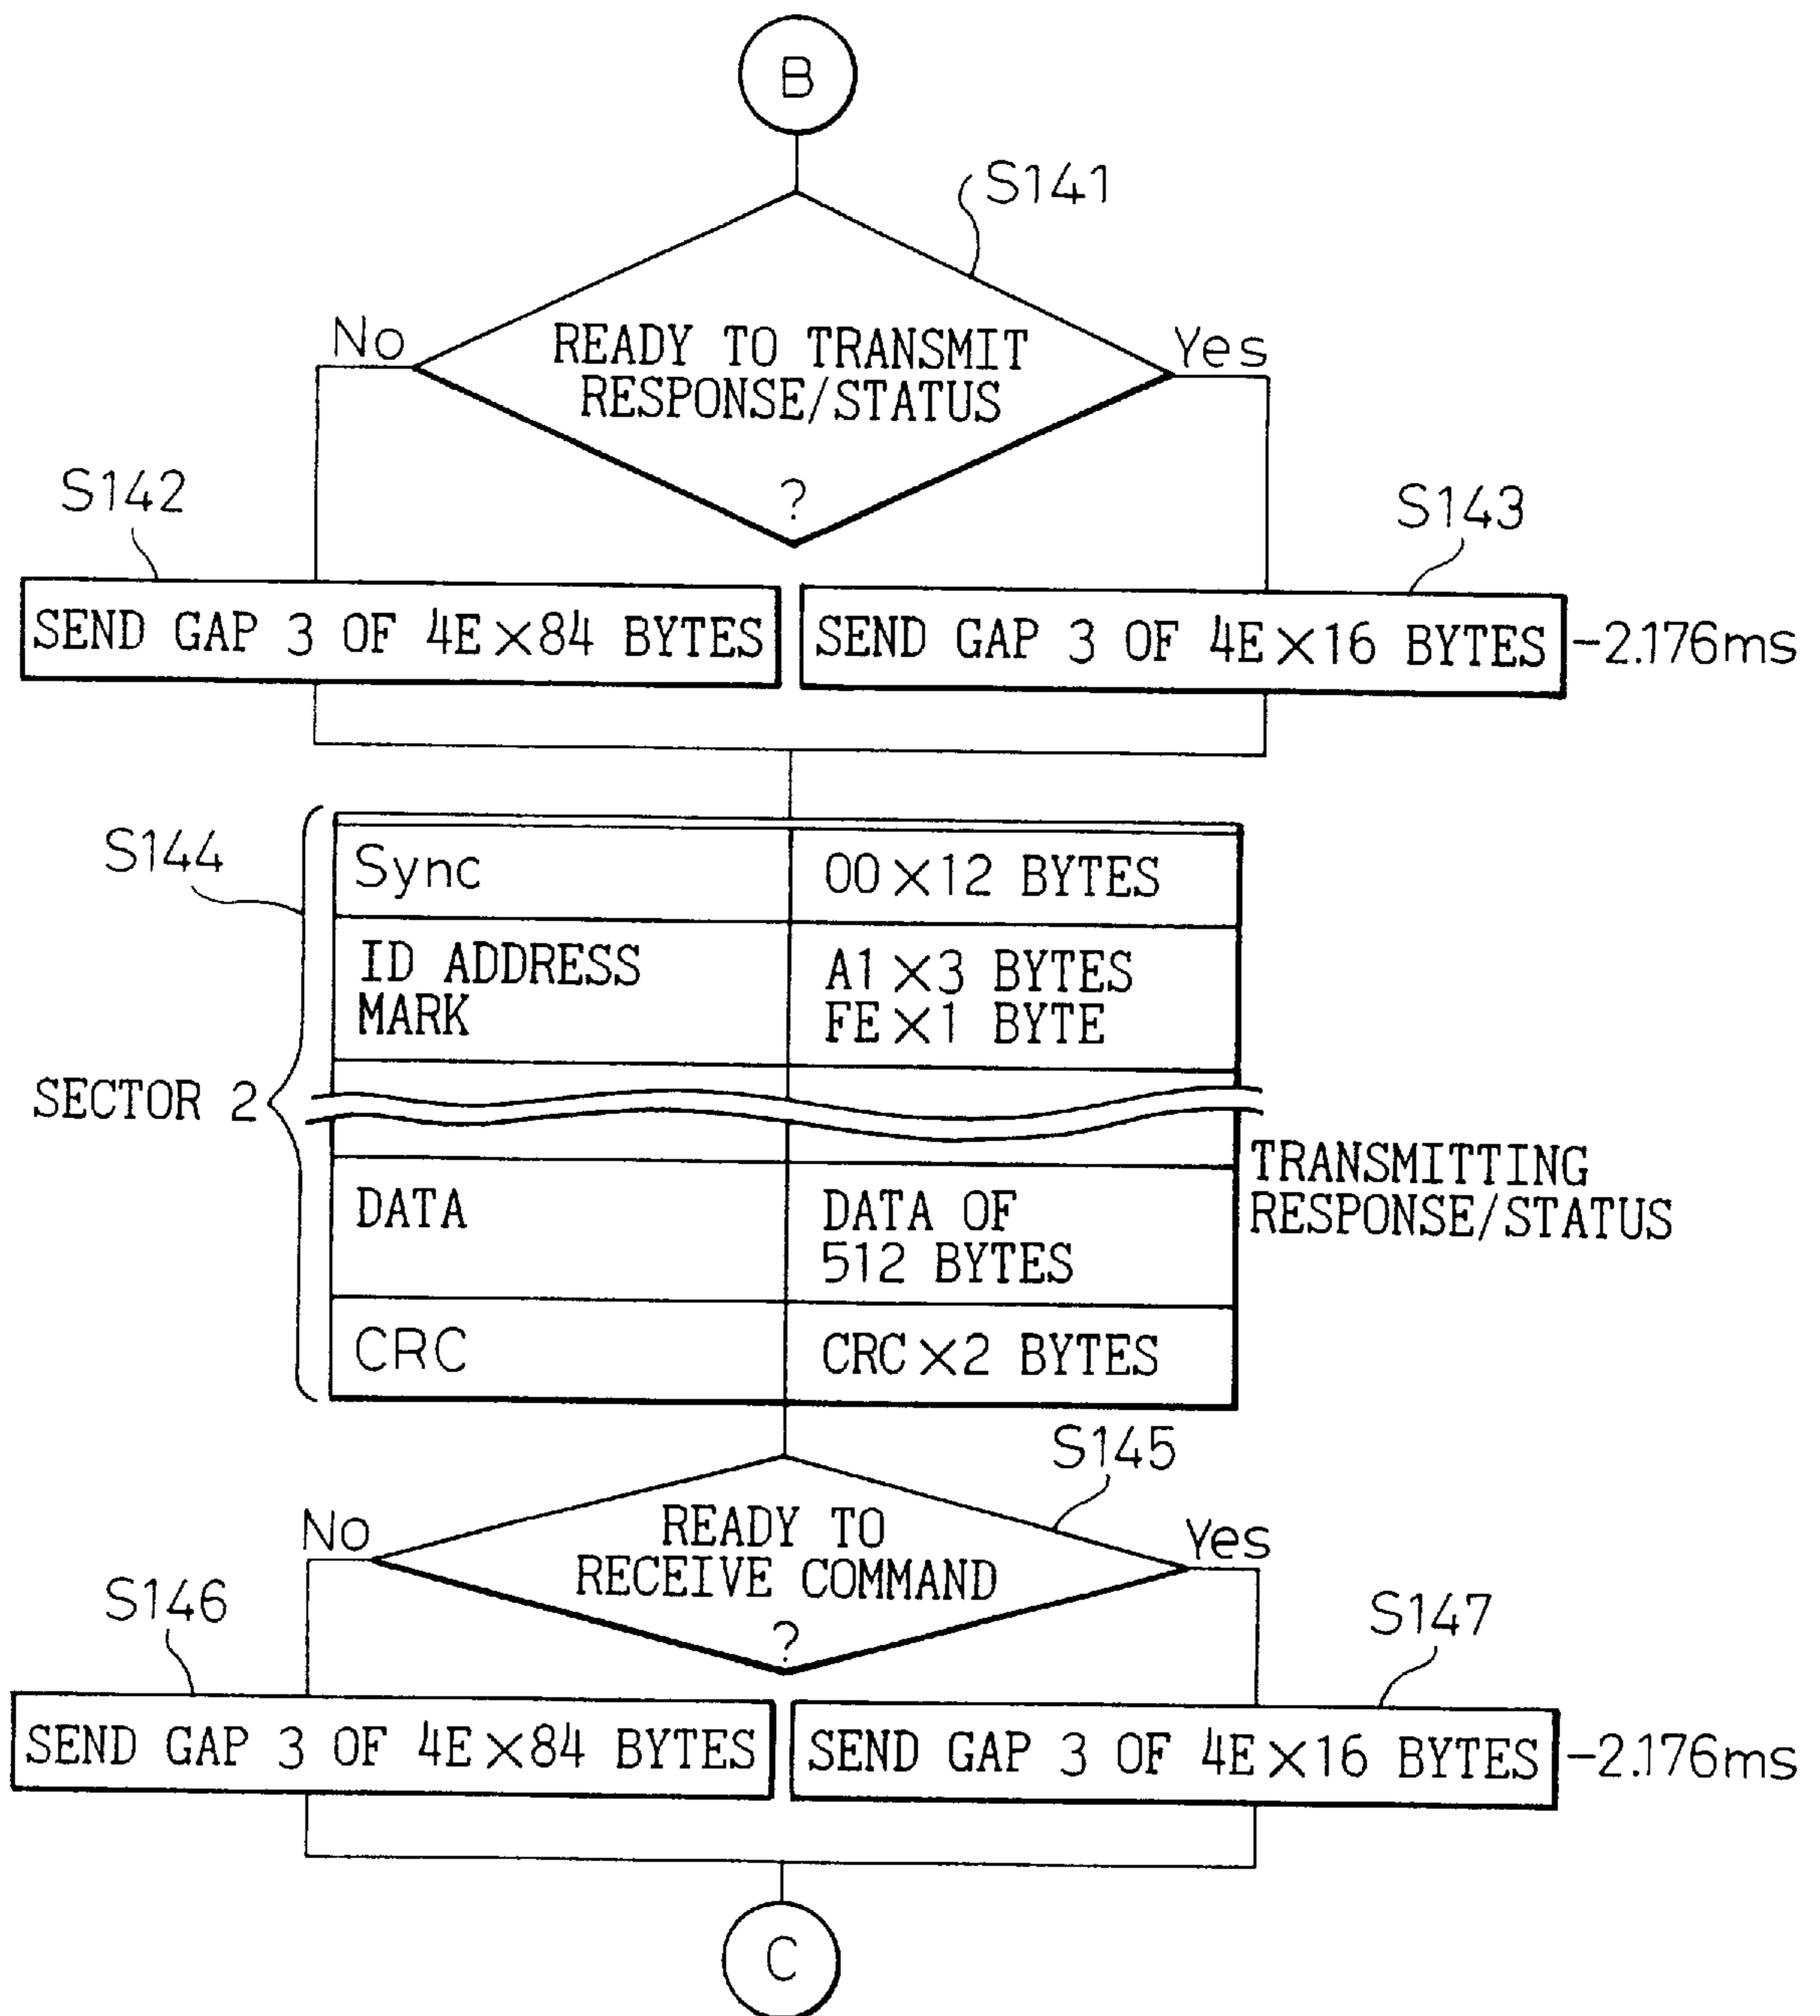 B
S141
No
READY TO TRANSMIT
Yes
RESPONSE/STATUS
?
S142
S143
SEND GAP 3 OF 4E×84 BYTES
SEND GAP 3 OF 4E×16 BYTES
-2.176ms
S144
Sync
00×12 BYTES
ID ADDRESS
MARK
A1×3 BYTES
FE×1 BYTE
SECTOR 2
DATA
DATA OF
512 BYTES
TRANSMITTING
RESPONSE/STATUS
CRC
CRC×2 BYTES
S145
No
READY TO
RECEIVE COMMAND
?
Yes
S146
S147
SEND GAP 3 OF 4E×84 BYTES
SEND GAP 3 OF 4E×16 BYTES
-2.176ms
C